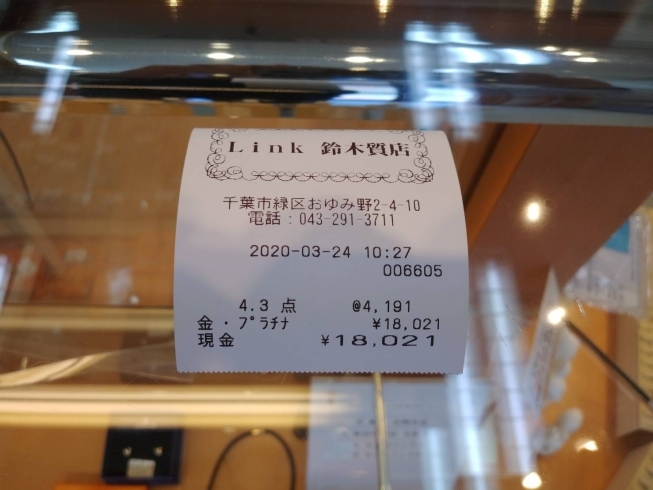 Link 鈴木質店
千葉市緑区おゆみ野2-4-10
電話:043-291-3711
2020-03-24 10:27
006605
4.3 点 @4,191
金・プラチナ ¥18,021
現金 ¥18,021